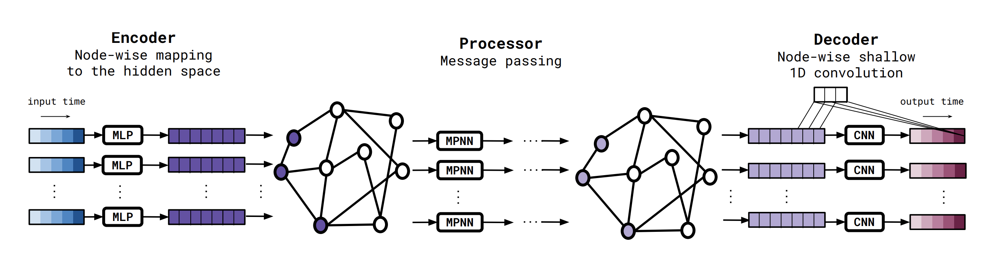 Encoder
Node-wise mapping
to the hidden space
Processor
Message passing
Decoder
Node-wise shallow
1D convolution
input time
output time
MLP
MPNN
CNN
MLP
MPNN
CNN
MLP
MPNN
CNN